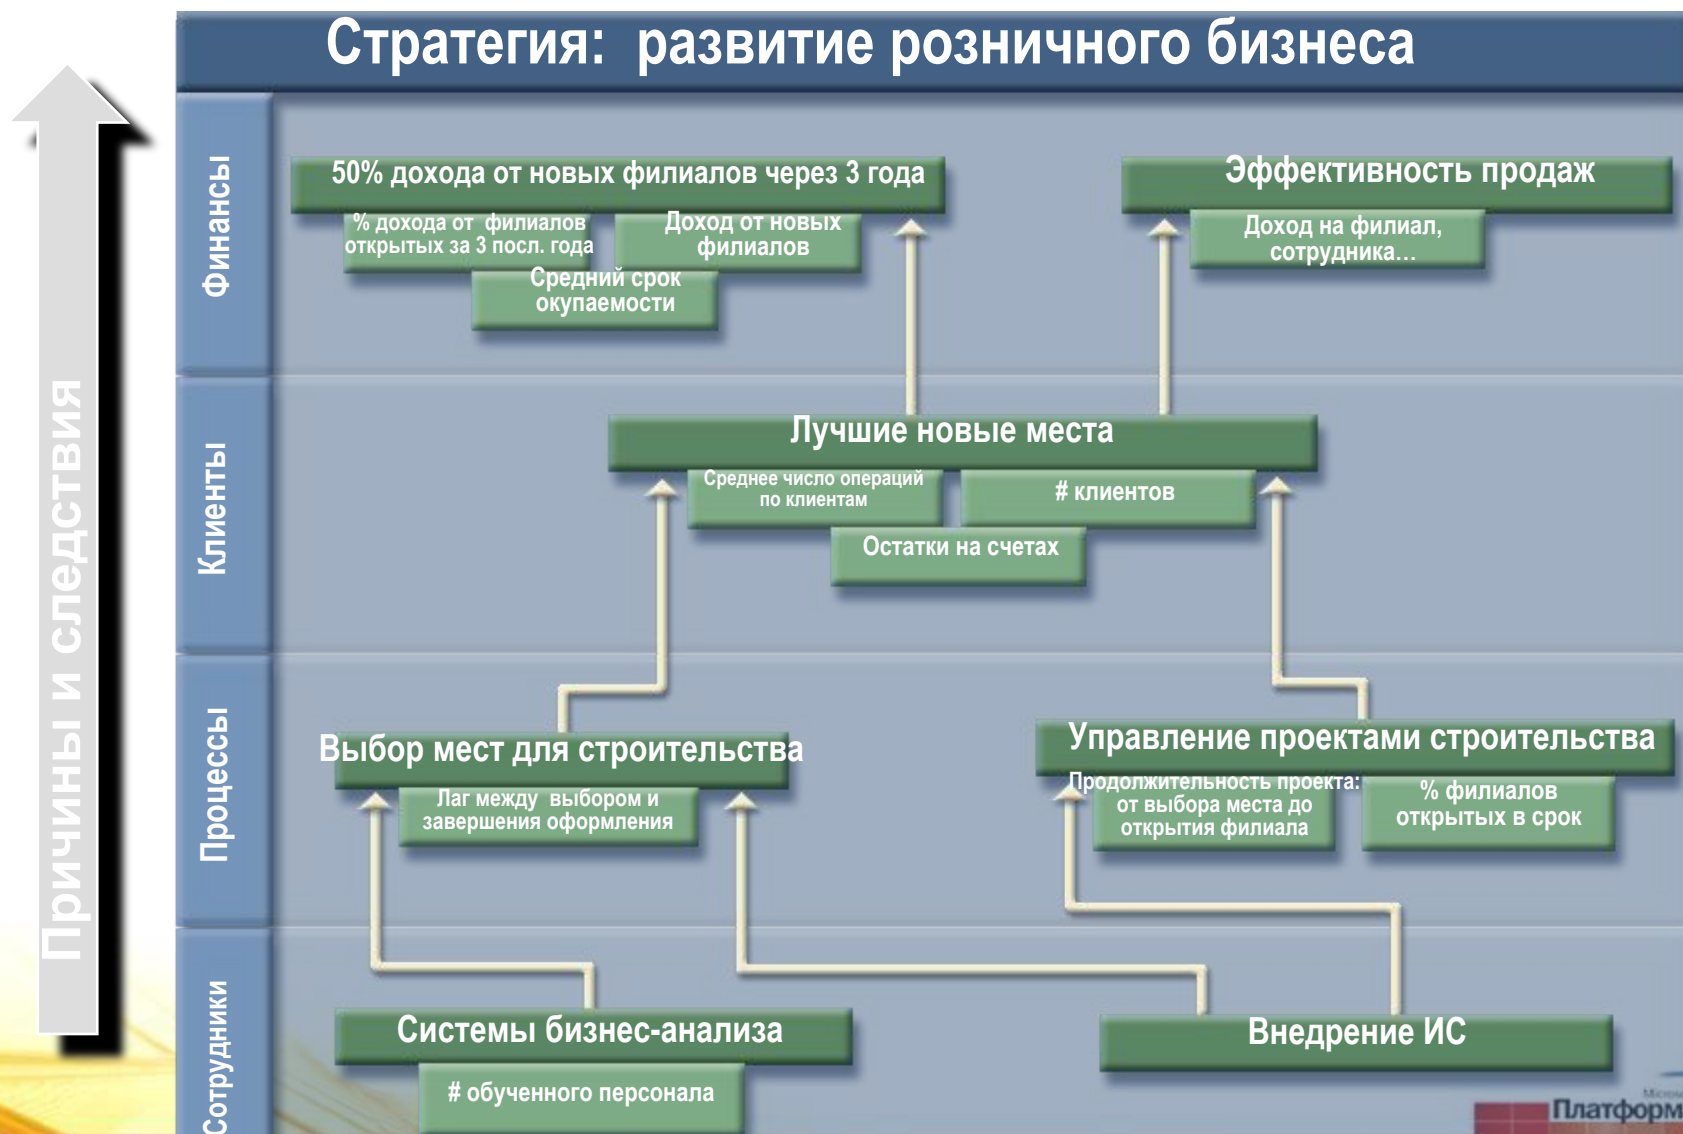 Стратегия: развитие розничного бизнеса
Причины и следствия
Финансы
50% дохода от новых филиалов через 3 года
% дохода от филиалов
открытых за 3 посл. года
Доход от новых
филиалов
Средний срок
окупаемости
Эффективность продаж
Доход на филиал,
сотрудника…
Клиенты
Лучшие новые места
Среднее число операций
по клиентам
# клиентов
Остатки на счетах
Процессы
Выбор мест для строительства
Лаг между выбором и
завершения оформления
Управление проектами строительства
Продолжительность проекта:
от выбора места до
открытия филиала
% филиалов
открытых в срок
Сотрудники
Системы бизнес-анализа
# обученного персонала
Внедрение ИС
Платформ